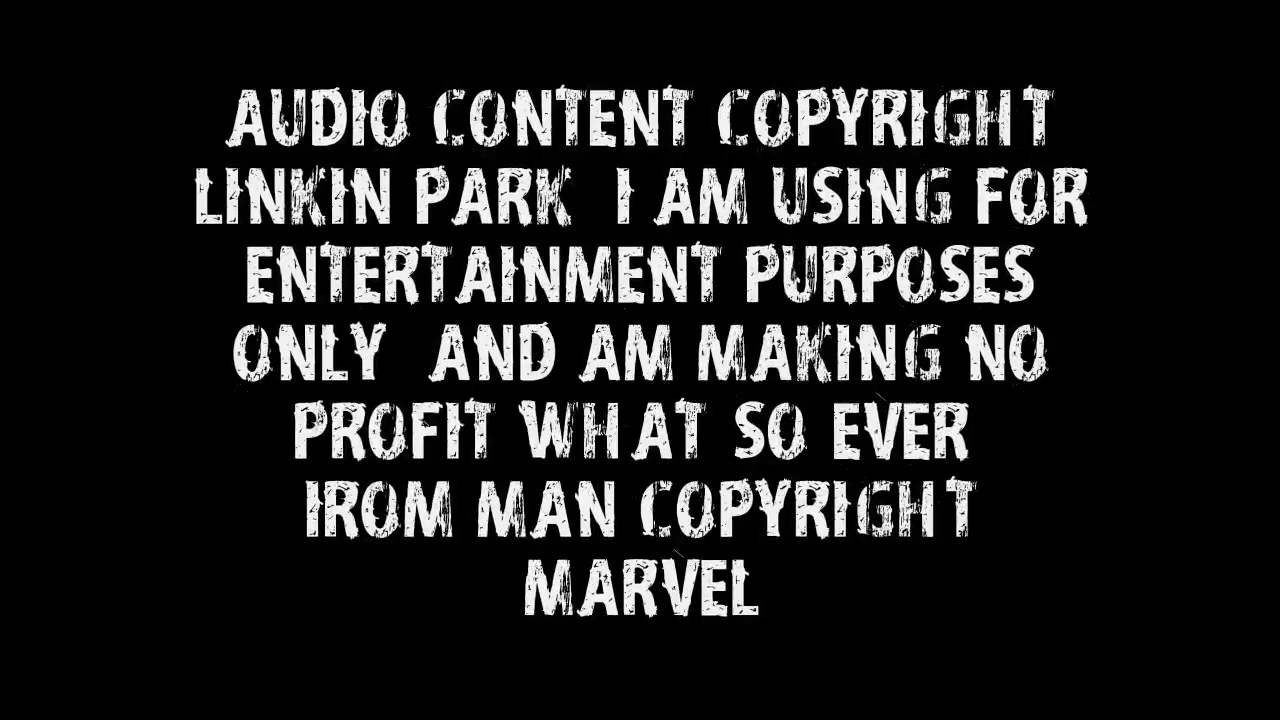 AUDIO CONTENT COPYRIGHT
LINKIN PARK I AM USING FOR
ENTERTAINMENT PURPOSES
ONLY AND AM MAKING NO
PROFIT WHAT SO EVER
IROM MAN COPYRIGHT
MARVEL